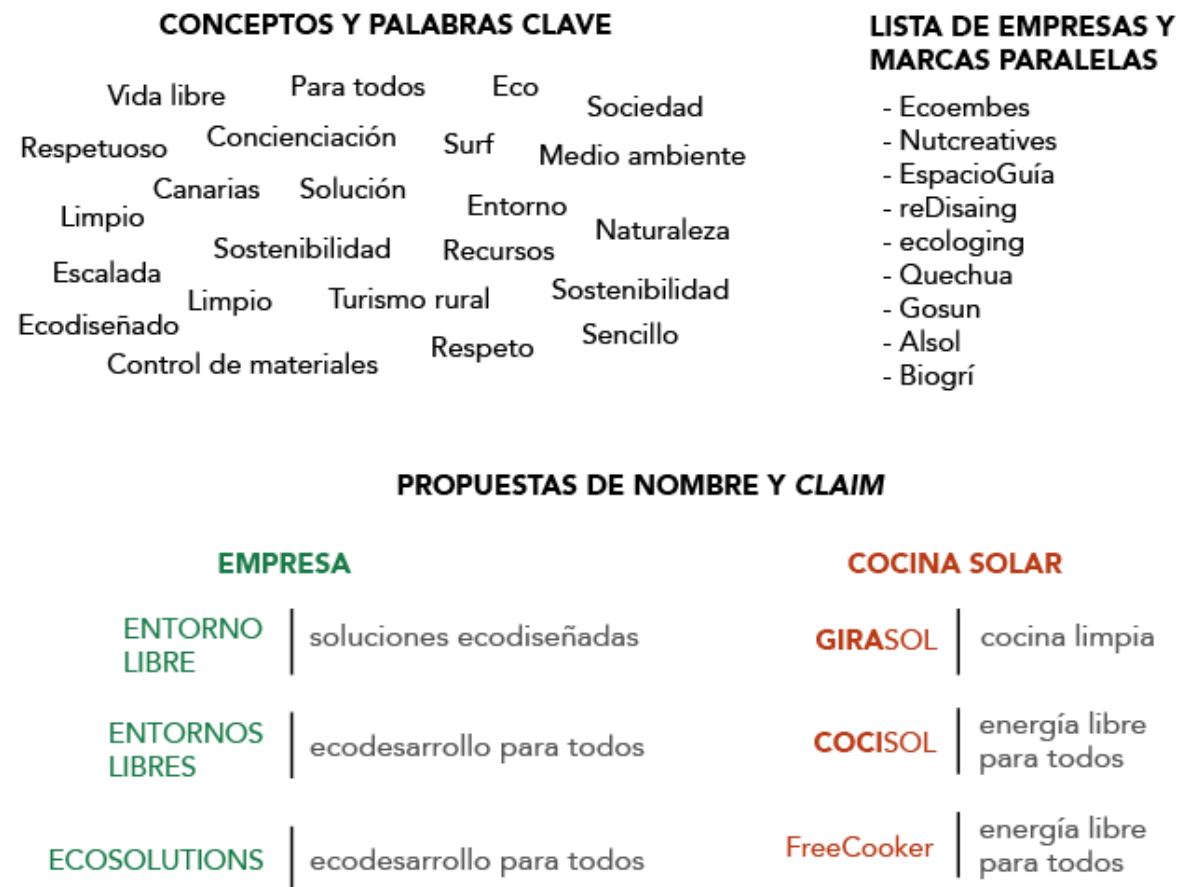 CONCEPTOS Y PALABRAS CLAVE
Vida libre
Para todos
Eco
Sociedad
Respetuoso
Concienciación
Surf
Medio ambiente
Canarias
Solución
Limpio
Entorno
Naturaleza
Sostenibilidad
Recursos
Escalada
Limpio
Turismo rural
Sostenibilidad
Ecodiseñado
Sencillo
Control de materiales
Respeto
LISTA DE EMPRESAS Y
MARCAS PARALELAS
- Ecoembes
- Nutcreatives
- EspacioGuía
- reDisaing
- ecologing
- Quechua
- Gosun
- Alsol
- Biogrí
PROPUESTAS DE NOMBRE Y CLAIM
EMPRESA
ENTORNO
LIBRE
soluciones ecodiseñadas
ENTORNOS
LIBRES
ecodesarrollo para todos
ECOSOLUTIONS
ecodesarrollo para todos
COCINA SOLAR
GIRASOL
cocina limpia
COCISOL
energía libre
para todos
FreeCooker
energía libre
para todos